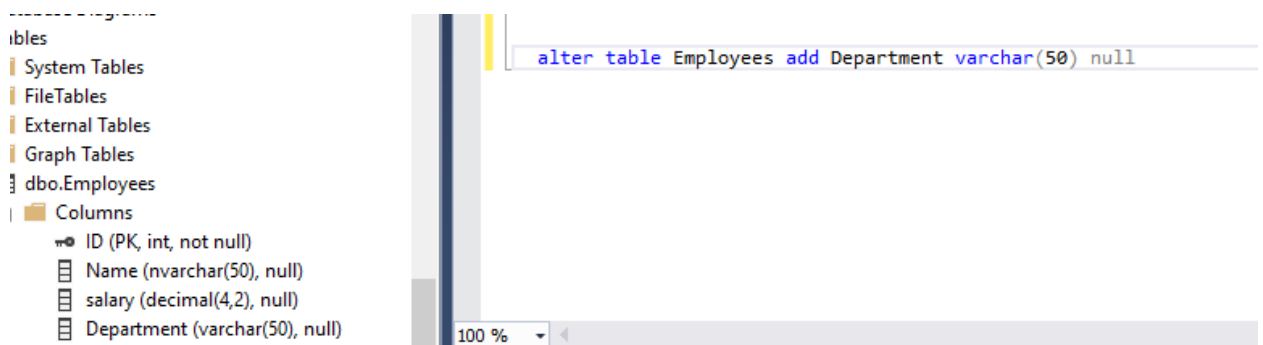 System Tables
FileTables
External Tables
Graph Tables
dbo.Employees
Columns
ID (PK, int, not null)
Name (nvarchar(50), null)
salary (decimal(4,2), null)
Department (varchar(50), null)
alter table Employees add Department varchar(50) null
100 %